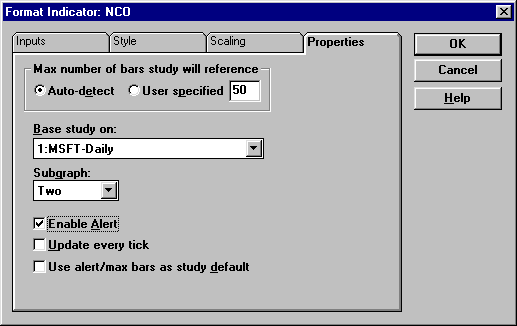 Format Indicator: NCO
Inputs Style Scaling Properties
OK
Cancel
Help
Max number of bars study will reference
Auto-detect User specified 50
Base study on:
1:MSFT-Daily
Subgraph:
Two
Enable Alert
Update every tick
Use alert/max bars as study default